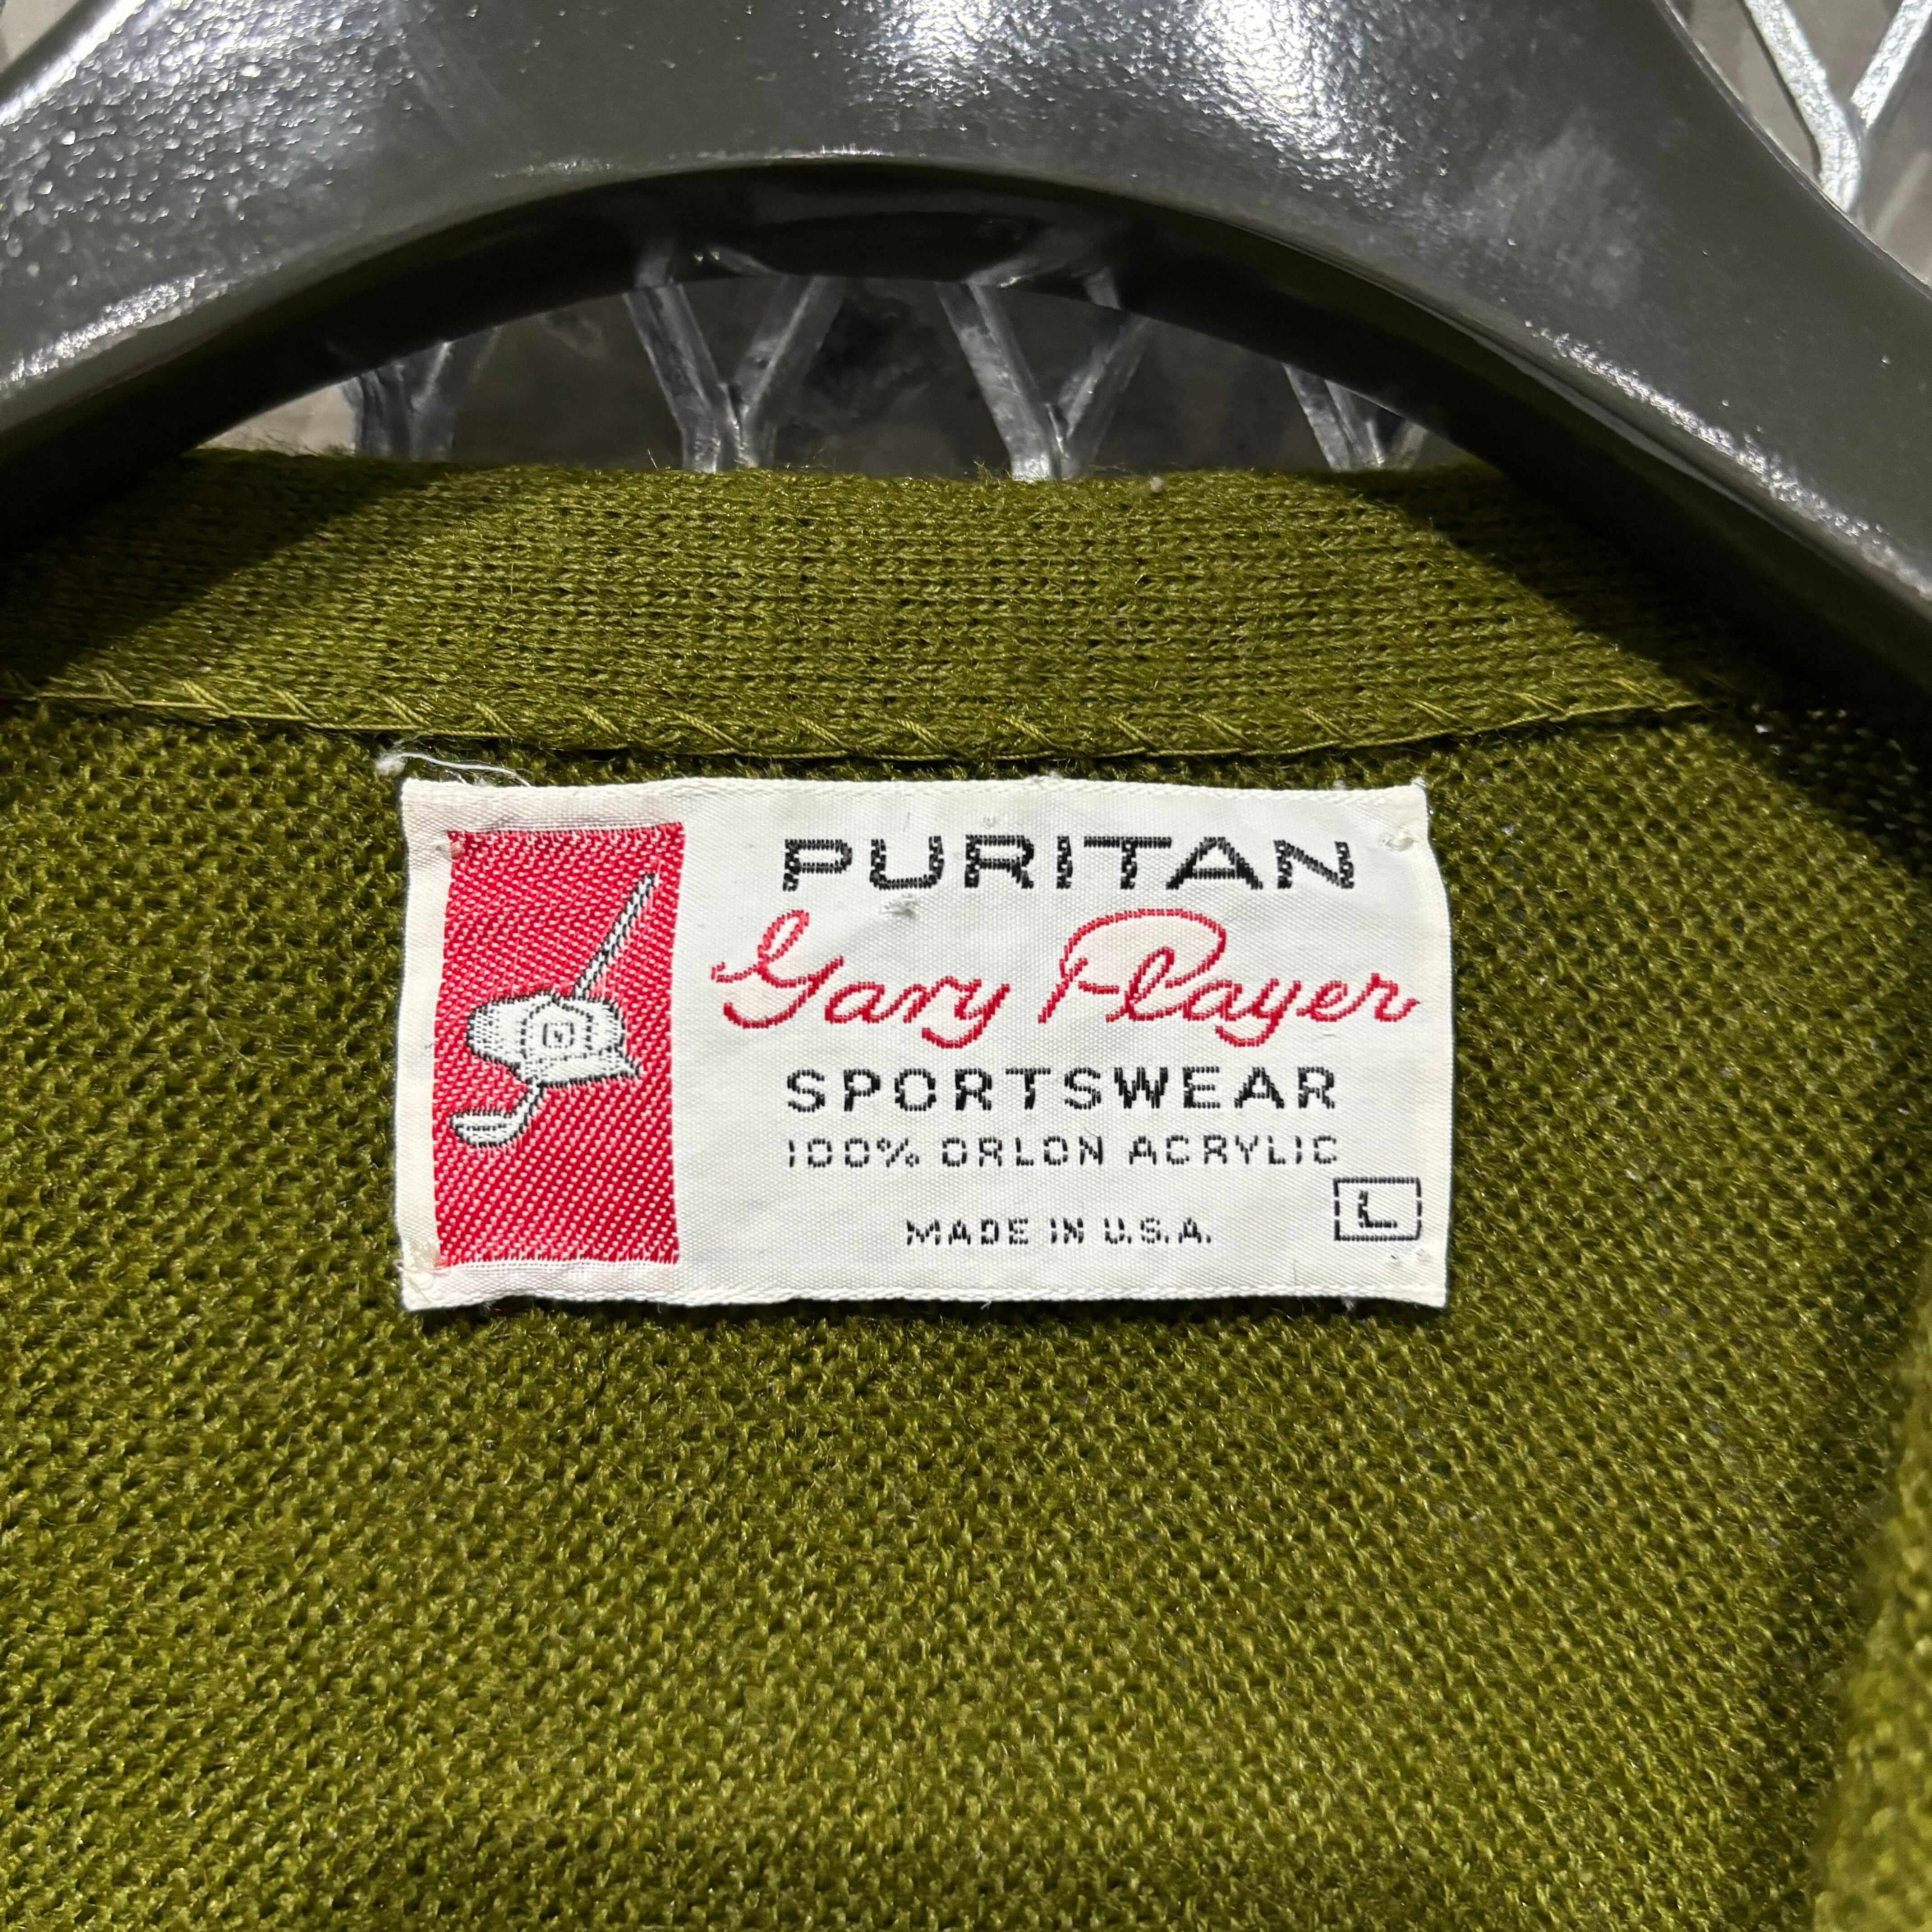 PURITAN
Gary Player
SPORTSWEAR
100% ORLON ACRYLIC
L
MADE IN U.S.A.